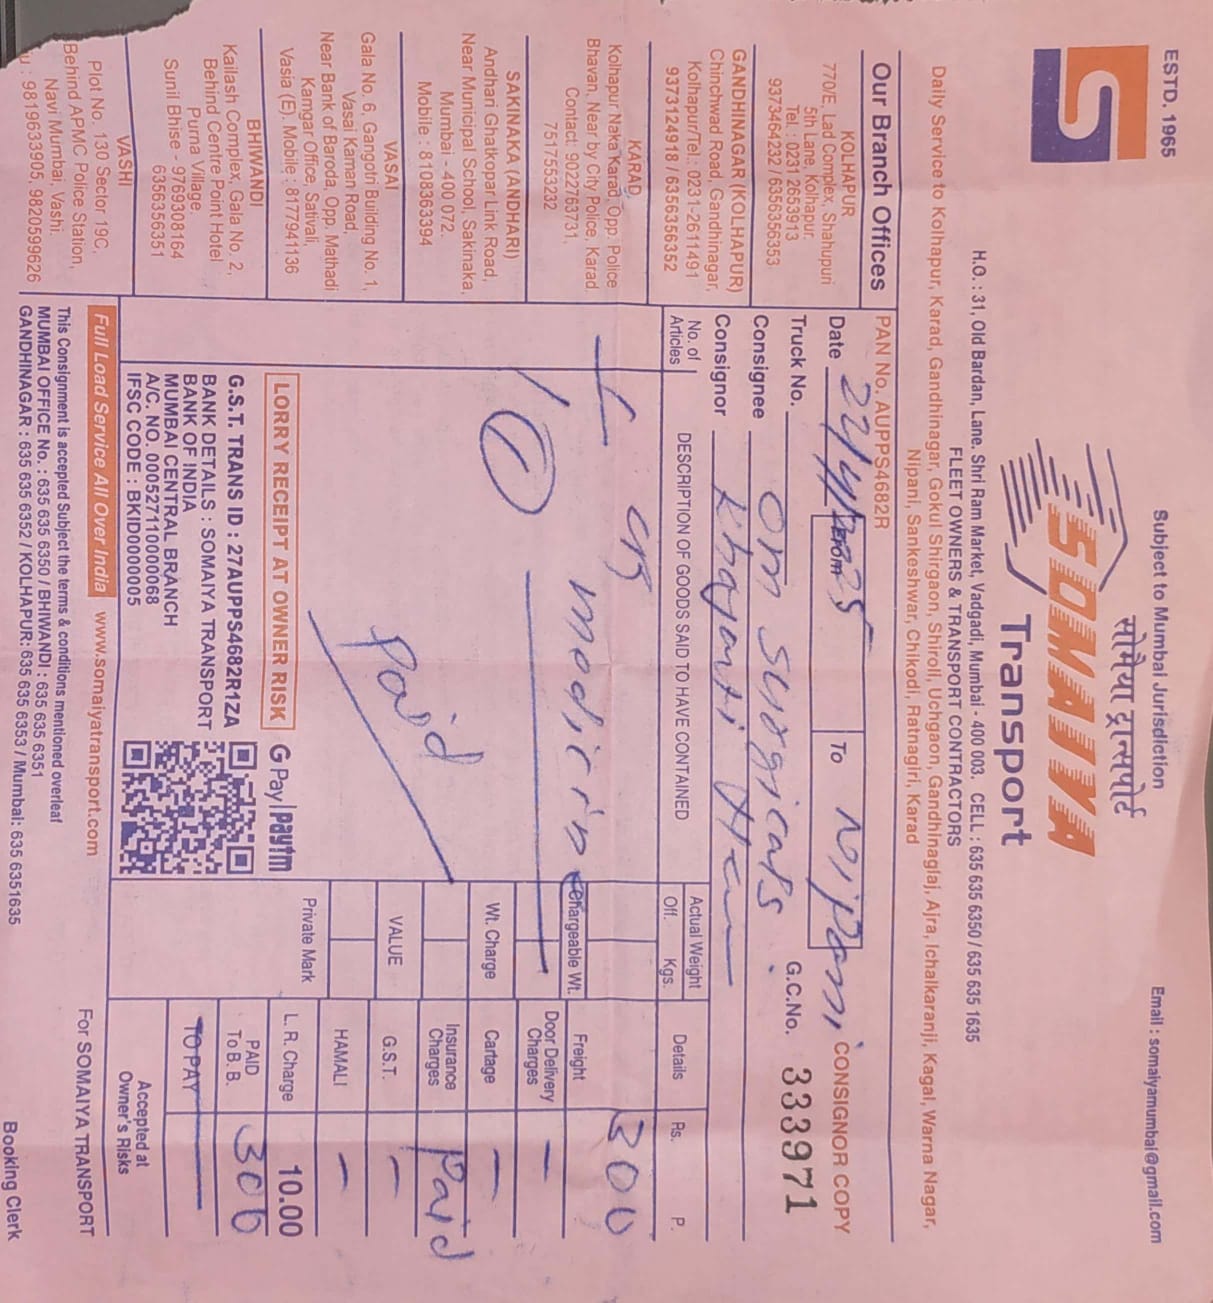 ESTD. 1965
Subject to Mumbai Jurisdiction
Email : somaiyamumbai@gmail.com
सोमैया ट्रान्सपोर्ट
SOMAIYA
Transport
H.O. : 31, Old Bardan, Lane, Shri Ram Market, Vadgadi, Mumbai - 400 003. CELL : 635 635 6350 / 635 635 1635
FLEET OWNERS & TRANSPORT CONTRACTORS
Daily Service to Kolhapur, Karad, Gandhinagar, Gokul Shirgaon, Shiroli, Uchgaon, Gandhinaglaj, Ajra, Ichalkaranji, Kagal, Warna Nagar,
Nipani, Sankeshwar, Chikodi, Ratnagiri, Karad
Our Branch Offices
KOLHAPUR
770/E, Lad Complex, Shahupuri
5th Lane, Kolhapur.
Tel. : 0231 2653913
9373464232 / 6356356353
GANDHINAGAR (KOLHAPUR)
Chinchwad Road, Gandhinagar,
Kolhapur/Tel.: 0231-2611491
9373124918 / 6356356352
KARAD
Kolhapur Naka Karad, Opp. Police
Bhavan, Near by City Police, Karad
Contact: 9022763731,
7517553232
SAKINAKA (ANDHARI)
Andhari Ghatkopar Link Road,
Near Municipal School, Sakinaka,
Mumbai - 400 072.
Mobile : 8108363394
VASAI
Gala No. 6, Gangotri Building No. 1,
Vasai Kaman Road,
Near Bank of Baroda, Opp. Mathadi
Kamgar Office, Sativali,
Vasia (E). Mobile : 8177941136
BHIWANDI
Kailash Complex, Gala No. 2,
Behind Centre Point Hotel
Purna Village.
Sunil Bhise - 9769308164
6356356351
VASHI
Plot No. 130 Sector 19C,
Behind APMC Police Station,
Navi Mumbai, Vashi.
: 9819633905, 9820599626
PAN No. AUPPS4682R
CONSIGNOR COPY
Date To Nipani
Truck No. G.C.No. 333971
Consignee Om surgicals
Consignor
No. of Articles
DESCRIPTION OF GOODS SAID TO HAVE CONTAINED
Actual Weight
Off. Kgs.
Details Rs. P.
Chargeable Wt.
Freight 300
Door Delivery Charges —
Wt. Charge
Cartage —
Insurance Charges Paid
VALUE
G.S.T. —
HAMALI —
Private Mark
L. R. Charge 10.00
PAID To B. B. 300
TO PAY
Accepted at Owner's Risks
1
medicin
Paid
LORRY RECEIPT AT OWNER RISK
G Pay paytm
G.S.T. TRANS ID : 27AUPPS4682R1ZA
BANK DETAILS : SOMAIYA TRANSPORT
BANK OF INDIA
MUMBAI CENTRAL BRANCH
A/C. NO. 000527110000068
IFSC CODE : BKID0000005
Full Load Service All Over India www.somaiyatransport.com
For SOMAIYA TRANSPORT
This Consignment is accepted Subject the terms & conditions mentioned overleaf
MUMBAI OFFICE No. : 635 635 6350 / BHIWANDI : 635 635 6351
GANDHINAGAR : 635 635 6352 / KOLHAPUR: 635 635 6353 / Mumbai: 635 6351635
Booking Clerk